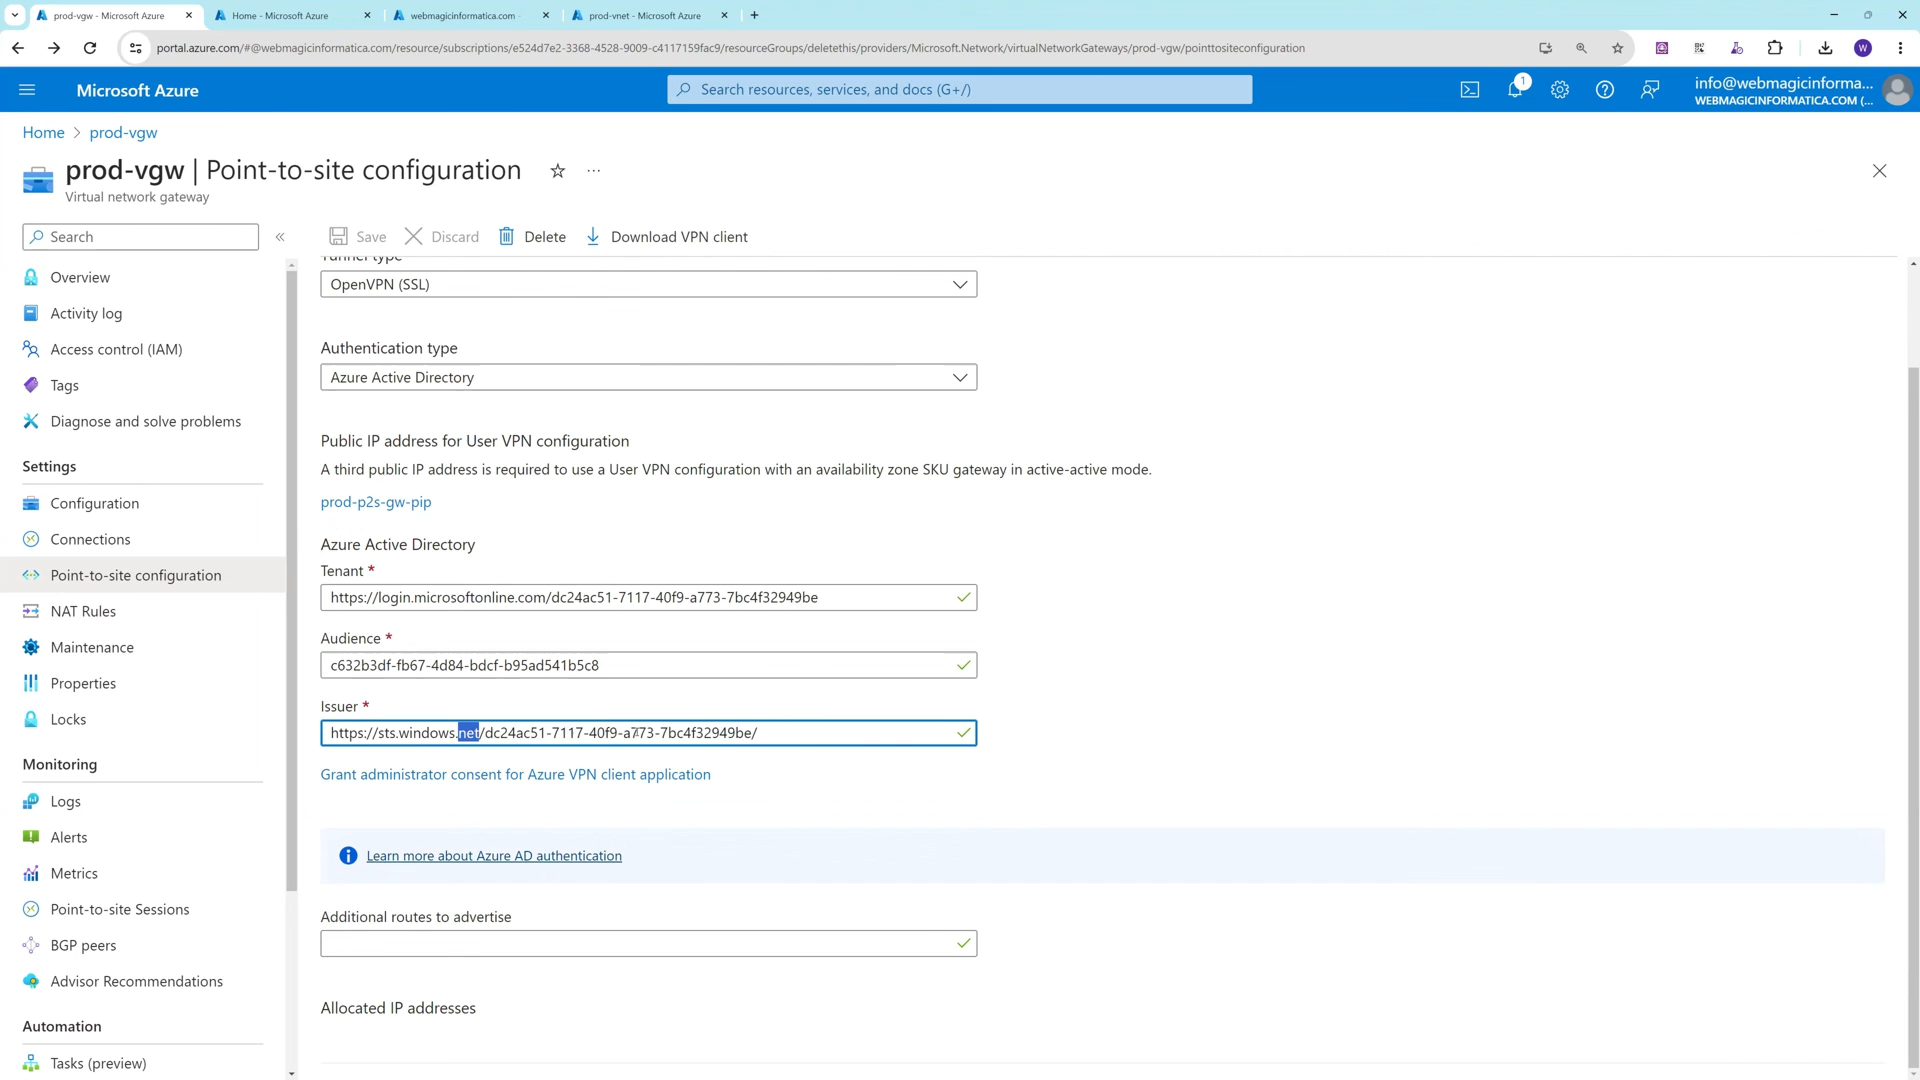 prod-vgw - Microsoft Azure
Home - Microsoft Azure
webmagicinformatica.com -
prod-vnet - Microsoft Azure
portal.azure.com/#@webmagicinformatica.com/resource/subscriptions/e524d7e2-3368-4528-9009-c4117159fac9/resourceGroups/deletethis/providers/Microsoft.Network/virtualNetworkGateways/prod-vgw/pointtositeconfiguration
W
Microsoft Azure
Search resources, services, and docs (G+/)
1
info@webmagicinforma...
WEBMAGICINFORMATICA.COM (...
Home > prod-vgw
prod-vgw | Point-to-site configuration
Virtual network gateway
Search
Save
Discard
Delete
Download VPN client
Overview
Activity log
Access control (IAM)
Tags
Diagnose and solve problems
Settings
Configuration
Connections
Point-to-site configuration
NAT Rules
Maintenance
Properties
Locks
Monitoring
Logs
Alerts
Metrics
Point-to-site Sessions
BGP peers
Advisor Recommendations
Automation
Tasks (preview)
Tunnel type
OpenVPN (SSL)
Authentication type
Azure Active Directory
Public IP address for User VPN configuration
A third public IP address is required to use a User VPN configuration with an availability zone SKU gateway in active-active mode.
prod-p2s-gw-pip
Azure Active Directory
Tenant *
https://login.microsoftonline.com/dc24ac51-7117-40f9-a773-7bc4f32949be
Audience *
c632b3df-fb67-4d84-bdcf-b95ad541b5c8
Issuer *
https://sts.windows.net/dc24ac51-7117-40f9-a773-7bc4f32949be/
Grant administrator consent for Azure VPN client application
Learn more about Azure AD authentication
Additional routes to advertise
Allocated IP addresses